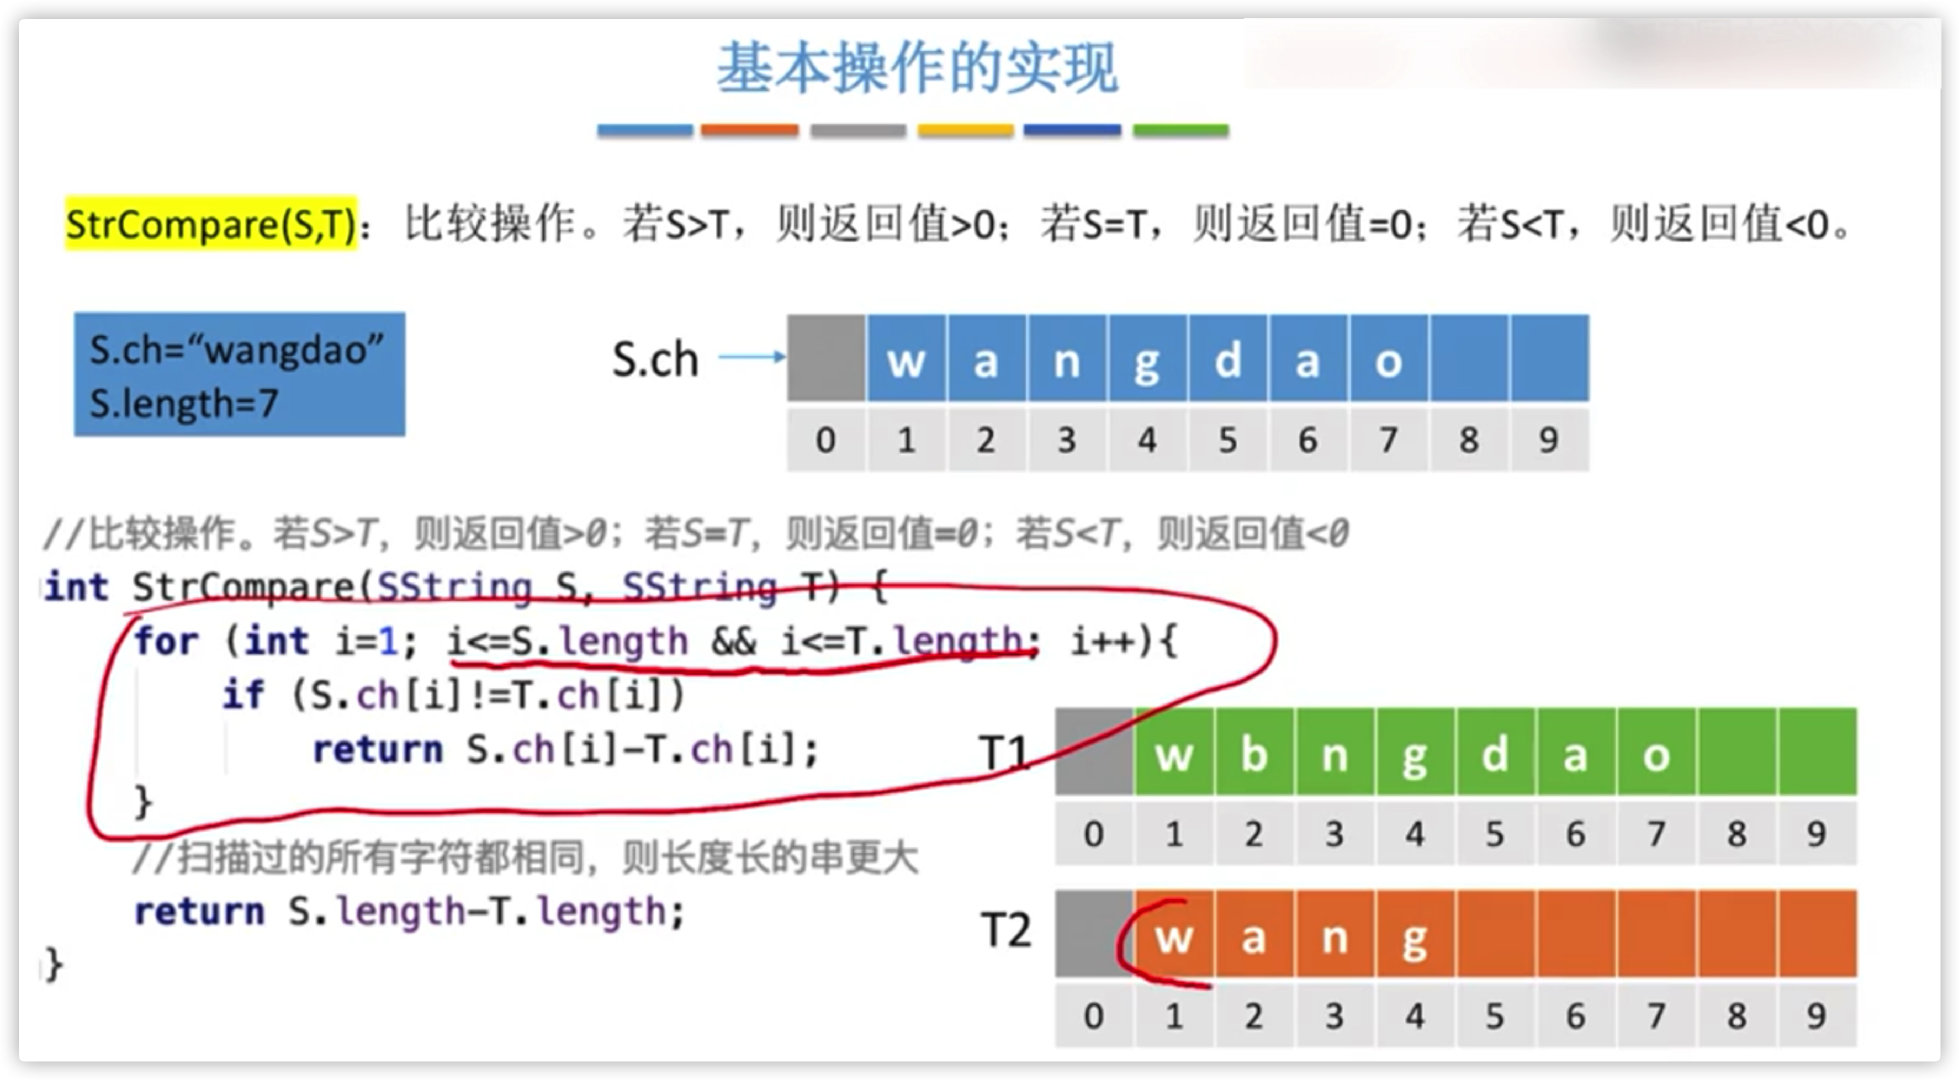 基本操作的实现
StrCompare(S,T)：比较操作。若S>T，则返回值>0；若S=T，则返回值=0；若S<T，则返回值<0。
S.ch=“wangdao”
S.length=7
S.ch
w a n g d a o
0 1 2 3 4 5 6 7 8 9
//比较操作。若S>T，则返回值>0；若S=T，则返回值=0；若S<T，则返回值<0
int StrCompare(SString S, SString T) {
for (int i=1; i<=S.length && i<=T.length; i++){
if (S.ch[i]!=T.ch[i])
return S.ch[i]-T.ch[i];
}
//扫描过的所有字符都相同，则长度长的串更大
return S.length-T.length;
}
T1
w b n g d a o
0 1 2 3 4 5 6 7 8 9
T2
w a n g
0 1 2 3 4 5 6 7 8 9